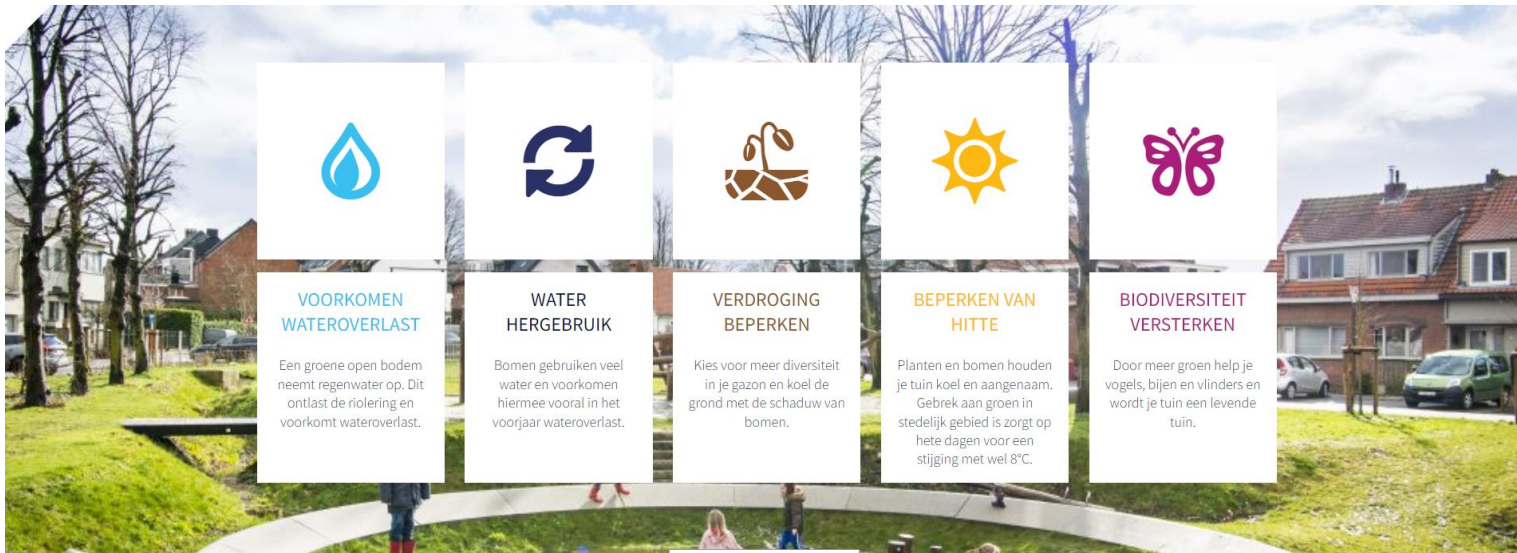 VOORKOMEN
WATEROVERLAST
Een groene open bodem
neemt regenwater op. Dit
ontlast de riolering en
voorkomt wateroverlast.
WATER
HERGEBRUIK
Bomen gebruiken veel
water en voorkomen
hiermee vooral in het
voorjaar wateroverlast.
VERDROGING
BEPERKEN
Kies voor meer diversiteit
in je gazon en koel de
grond met de schaduw van
bomen.
BEPERKEN VAN
HITTE
Planten en bomen houden
je tuin koel en aangenaam.
Gebrek aan groen in
stedelijk gebied is zorgt op
hete dagen voor een
stijging met wel 8°C.
BIODIVERSITEIT
VERSTERKEN
Door meer groen help je
vogels, bijen en vlinders en
wordt je tuin een levende
tuin.